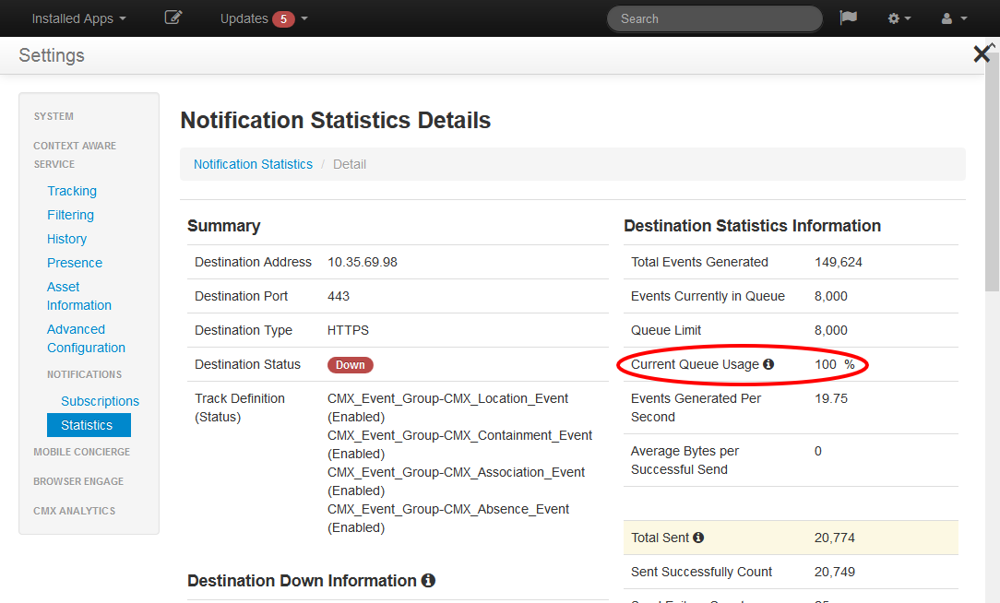 Installed Apps
Updates 5
Search
Settings
SYSTEM
CONTEXT AWARE
SERVICE
Tracking
Filtering
History
Presence
Asset
Information
Advanced
Configuration
NOTIFICATIONS
Subscriptions
Statistics
MOBILE CONCIERGE
BROWSER ENGAGE
CMX ANALYTICS
Notification Statistics Details
Notification Statistics / Detail
Summary
Destination Address 10.35.69.98
Destination Port 443
Destination Type HTTPS
Destination Status Down
Track Definition
(Status)
CMX_Event_Group-CMX_Location_Event
(Enabled)
CMX_Event_Group-CMX_Containment_Event
(Enabled)
CMX_Event_Group-CMX_Association_Event
(Enabled)
CMX_Event_Group-CMX_Absence_Event
(Enabled)
Destination Down Information
Destination Statistics Information
Total Events Generated 149,624
Events Currently in Queue 8,000
Queue Limit 8,000
Current Queue Usage 100 %
Events Generated Per
Second
19.75
Average Bytes per
Successful Send
0
Total Sent 20,774
Sent Successfully Count 20,749